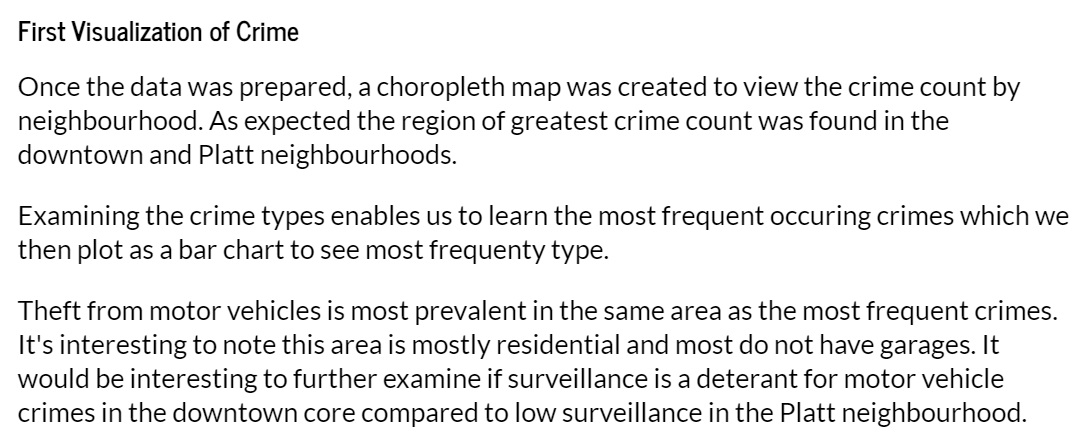 First Visualization of Crime
Once the data was prepared, a choropleth map was created to view the crime count by
neighbourhood. As expected the region of greatest crime count was found in the
downtown and Platt neighbourhoods.
Examining the crime types enables us to learn the most frequent occuring crimes which we
then plot as a bar chart to see most frequenty type.
Theft from motor vehicles is most prevalent in the same area as the most frequent crimes.
It's interesting to note this area is mostly residential and most do not have garages. It
would be interesting to further examine if surveillance is a deterant for motor vehicle
crimes in the downtown core compared to low surveillance in the Platt neighbourhood.